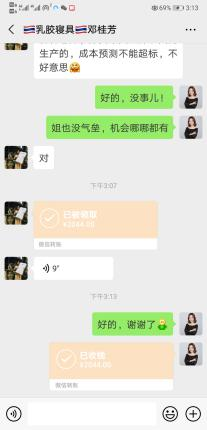 69% 3:13
乳胶寝具 邓桂芳
生产的，成本预测不能超标，不
好意思
好的，没事儿！
姐也没气垒，机会哪哪都有
对
下午3:07
已被领取
¥2044.00
微信转账
9"
下午3:13
好的，谢谢了
已收钱
¥2044.00
微信转账